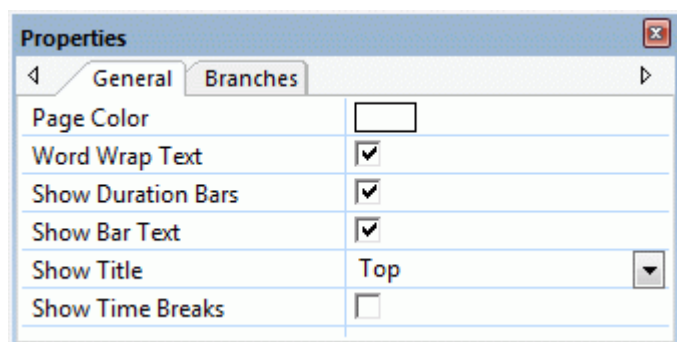 Properties
General Branches
Page Color
Word Wrap Text
Show Duration Bars
Show Bar Text
Show Title Top
Show Time Breaks